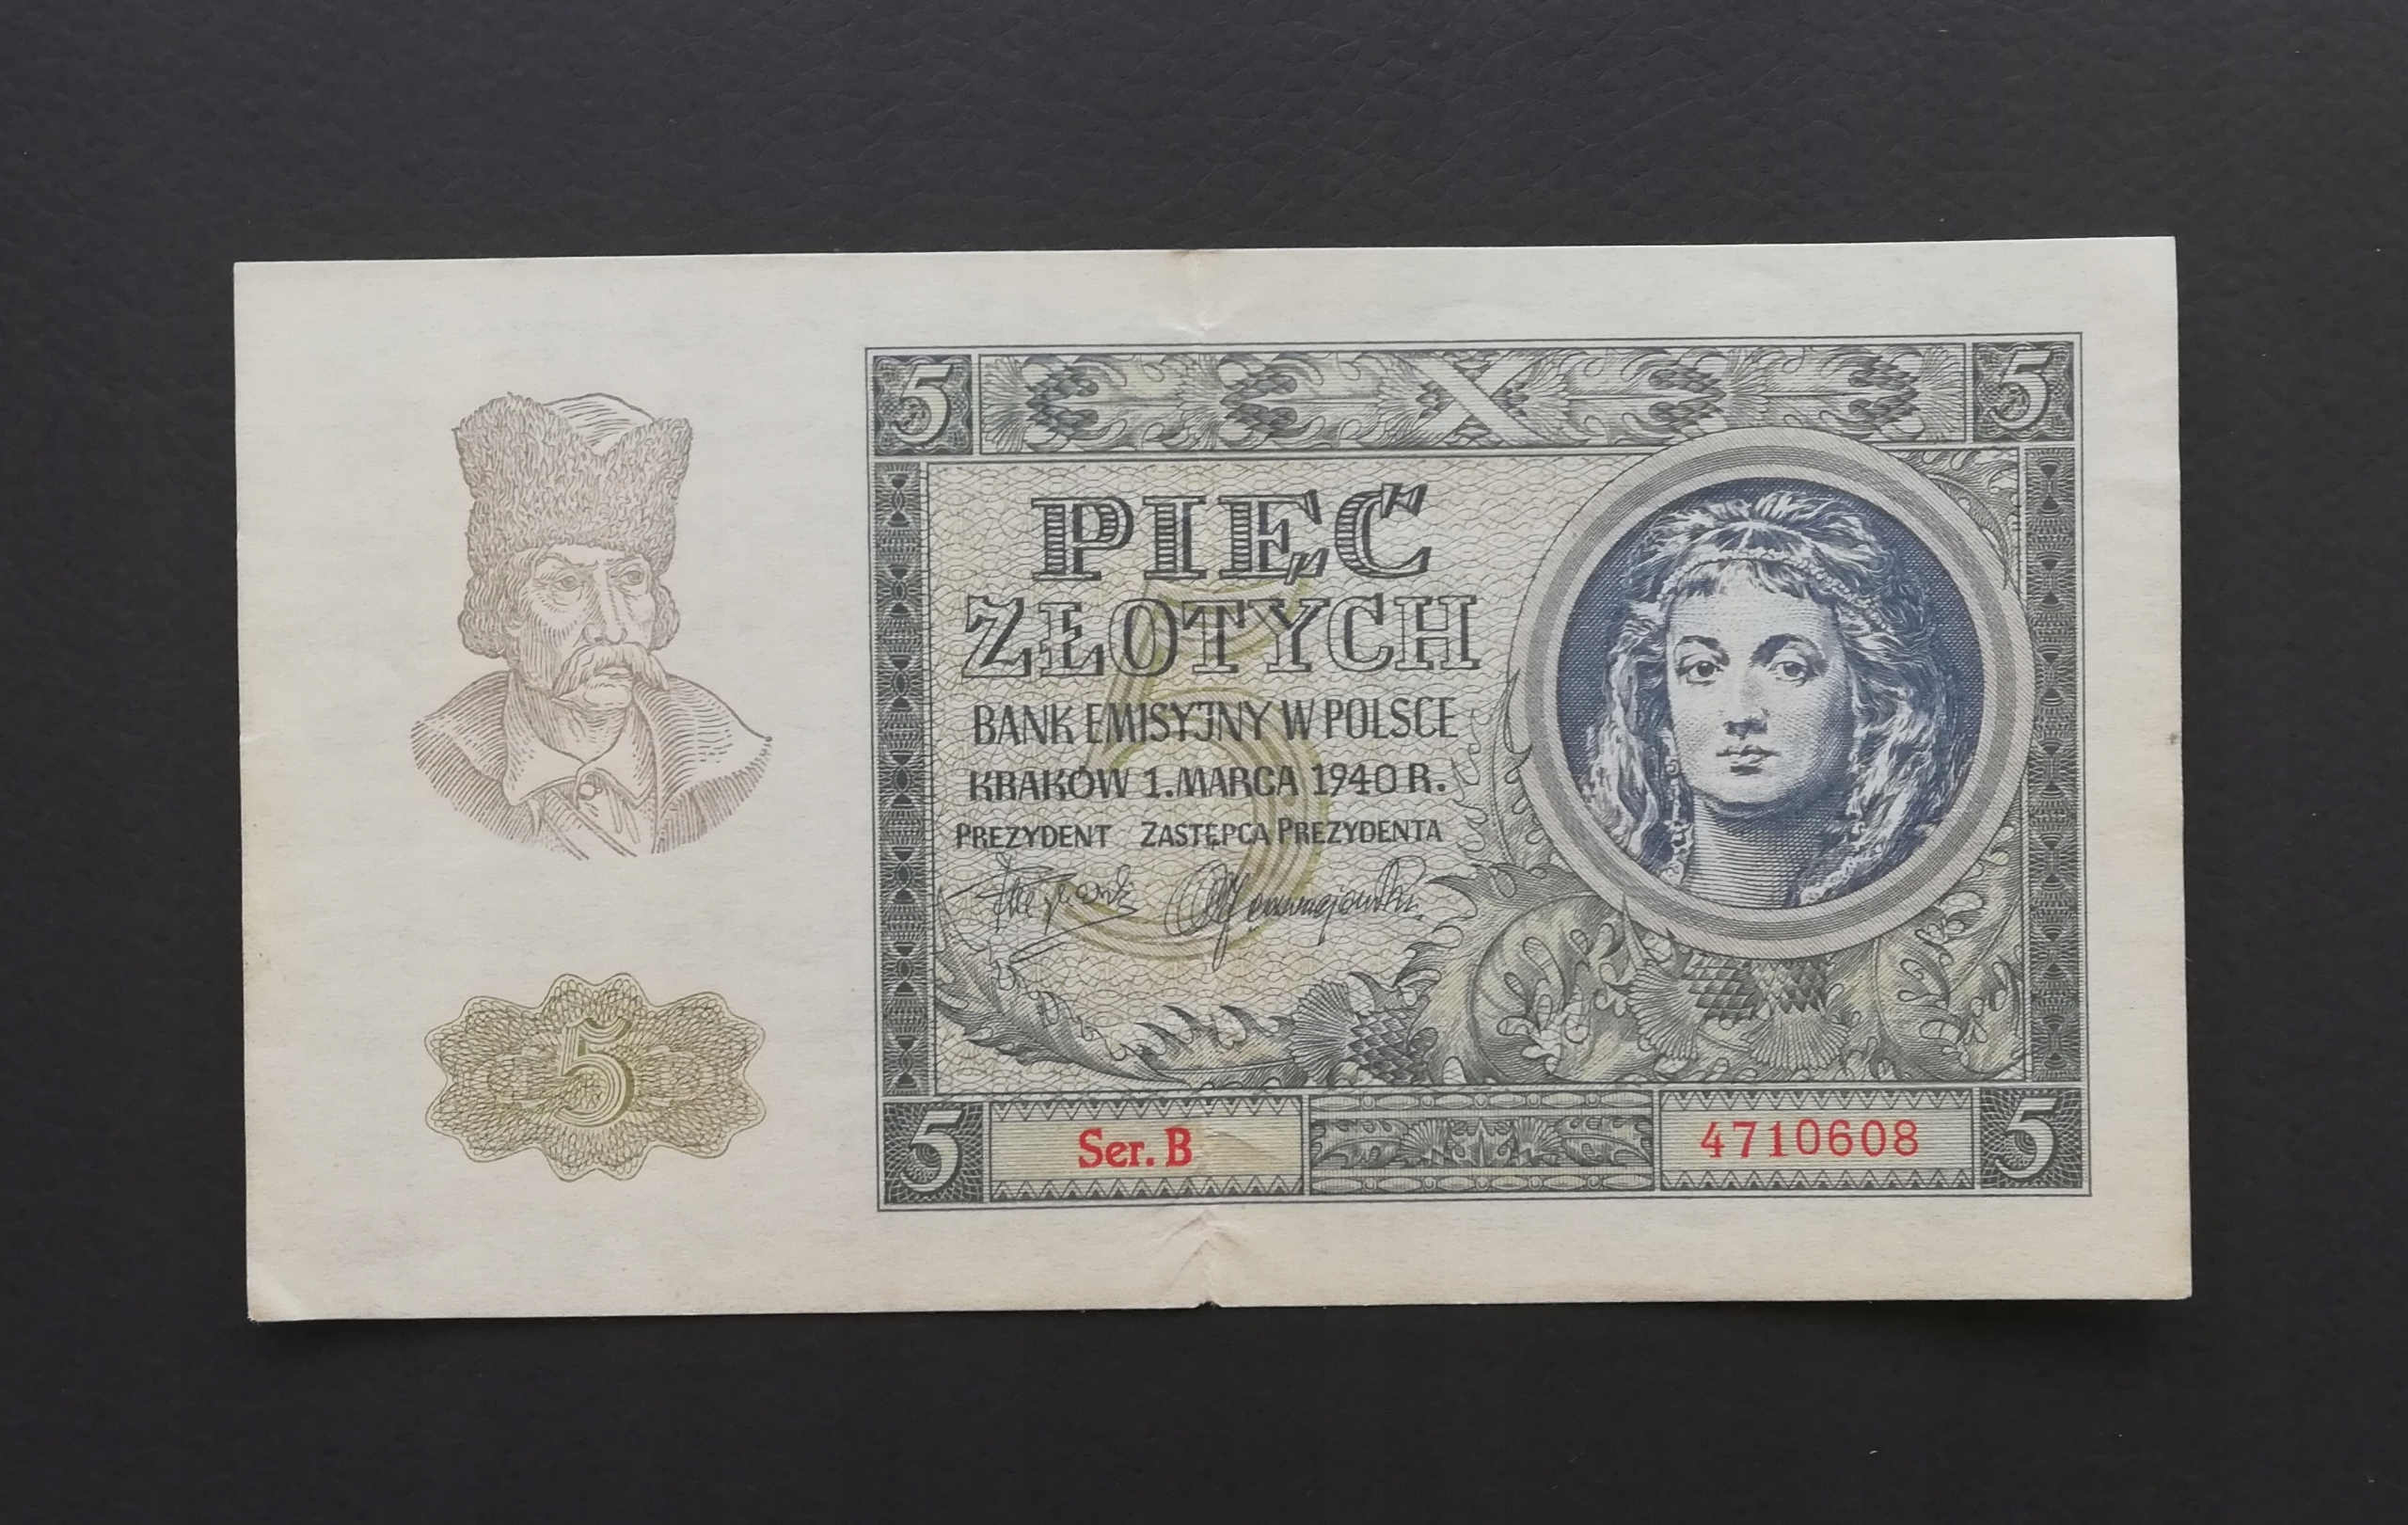 5 5
PIĘĆ
ZŁOTYCH
BANK EMISYJNY W POLSCE
KRAKÓW 1. MARCA 1940 R.
PREZYDENT ZASTĘPCA PREZYDENTA
5
5 Ser. B 4710608 5